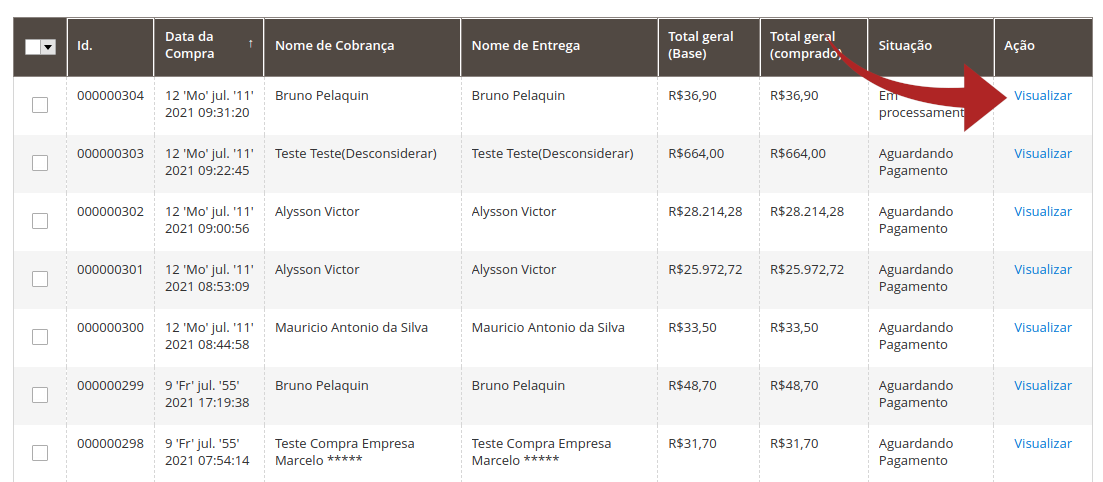 Id. Data da Compra ↑ Nome de Cobrança Nome de Entrega Total geral (Base) Total geral (comprado) Situação Ação
000000304 12 'Mo' jul. '11' 2021 09:31:20 Bruno Pelaquin Bruno Pelaquin R$36,90 R$36,90 Em processament Visualizar
000000303 12 'Mo' jul. '11' 2021 09:22:45 Teste Teste(Desconsiderar) Teste Teste(Desconsiderar) R$664,00 R$664,00 Aguardando Pagamento Visualizar
000000302 12 'Mo' jul. '11' 2021 09:00:56 Alysson Victor Alysson Victor R$28.214,28 R$28.214,28 Aguardando Pagamento Visualizar
000000301 12 'Mo' jul. '11' 2021 08:53:09 Alysson Victor Alysson Victor R$25.972,72 R$25.972,72 Aguardando Pagamento Visualizar
000000300 12 'Mo' jul. '11' 2021 08:44:58 Mauricio Antonio da Silva Mauricio Antonio da Silva R$33,50 R$33,50 Aguardando Pagamento Visualizar
000000299 9 'Fr' jul. '55' 2021 17:19:38 Bruno Pelaquin Bruno Pelaquin R$48,70 R$48,70 Aguardando Pagamento Visualizar
000000298 9 'Fr' jul. '55' 2021 07:54:14 Teste Compra Empresa Marcelo ***** Teste Compra Empresa Marcelo ***** R$31,70 R$31,70 Aguardando Pagamento Visualizar